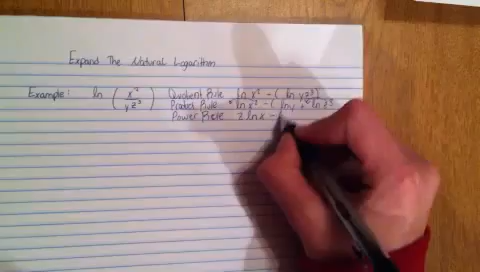 Expand The Natural Logarithm
Example: ln ( x² / yz³ ) Quotient Rule ln x² - ( ln yz³ )
Product Rule ln x² - ( ln y + ln z³
Power Rule 2 ln x -